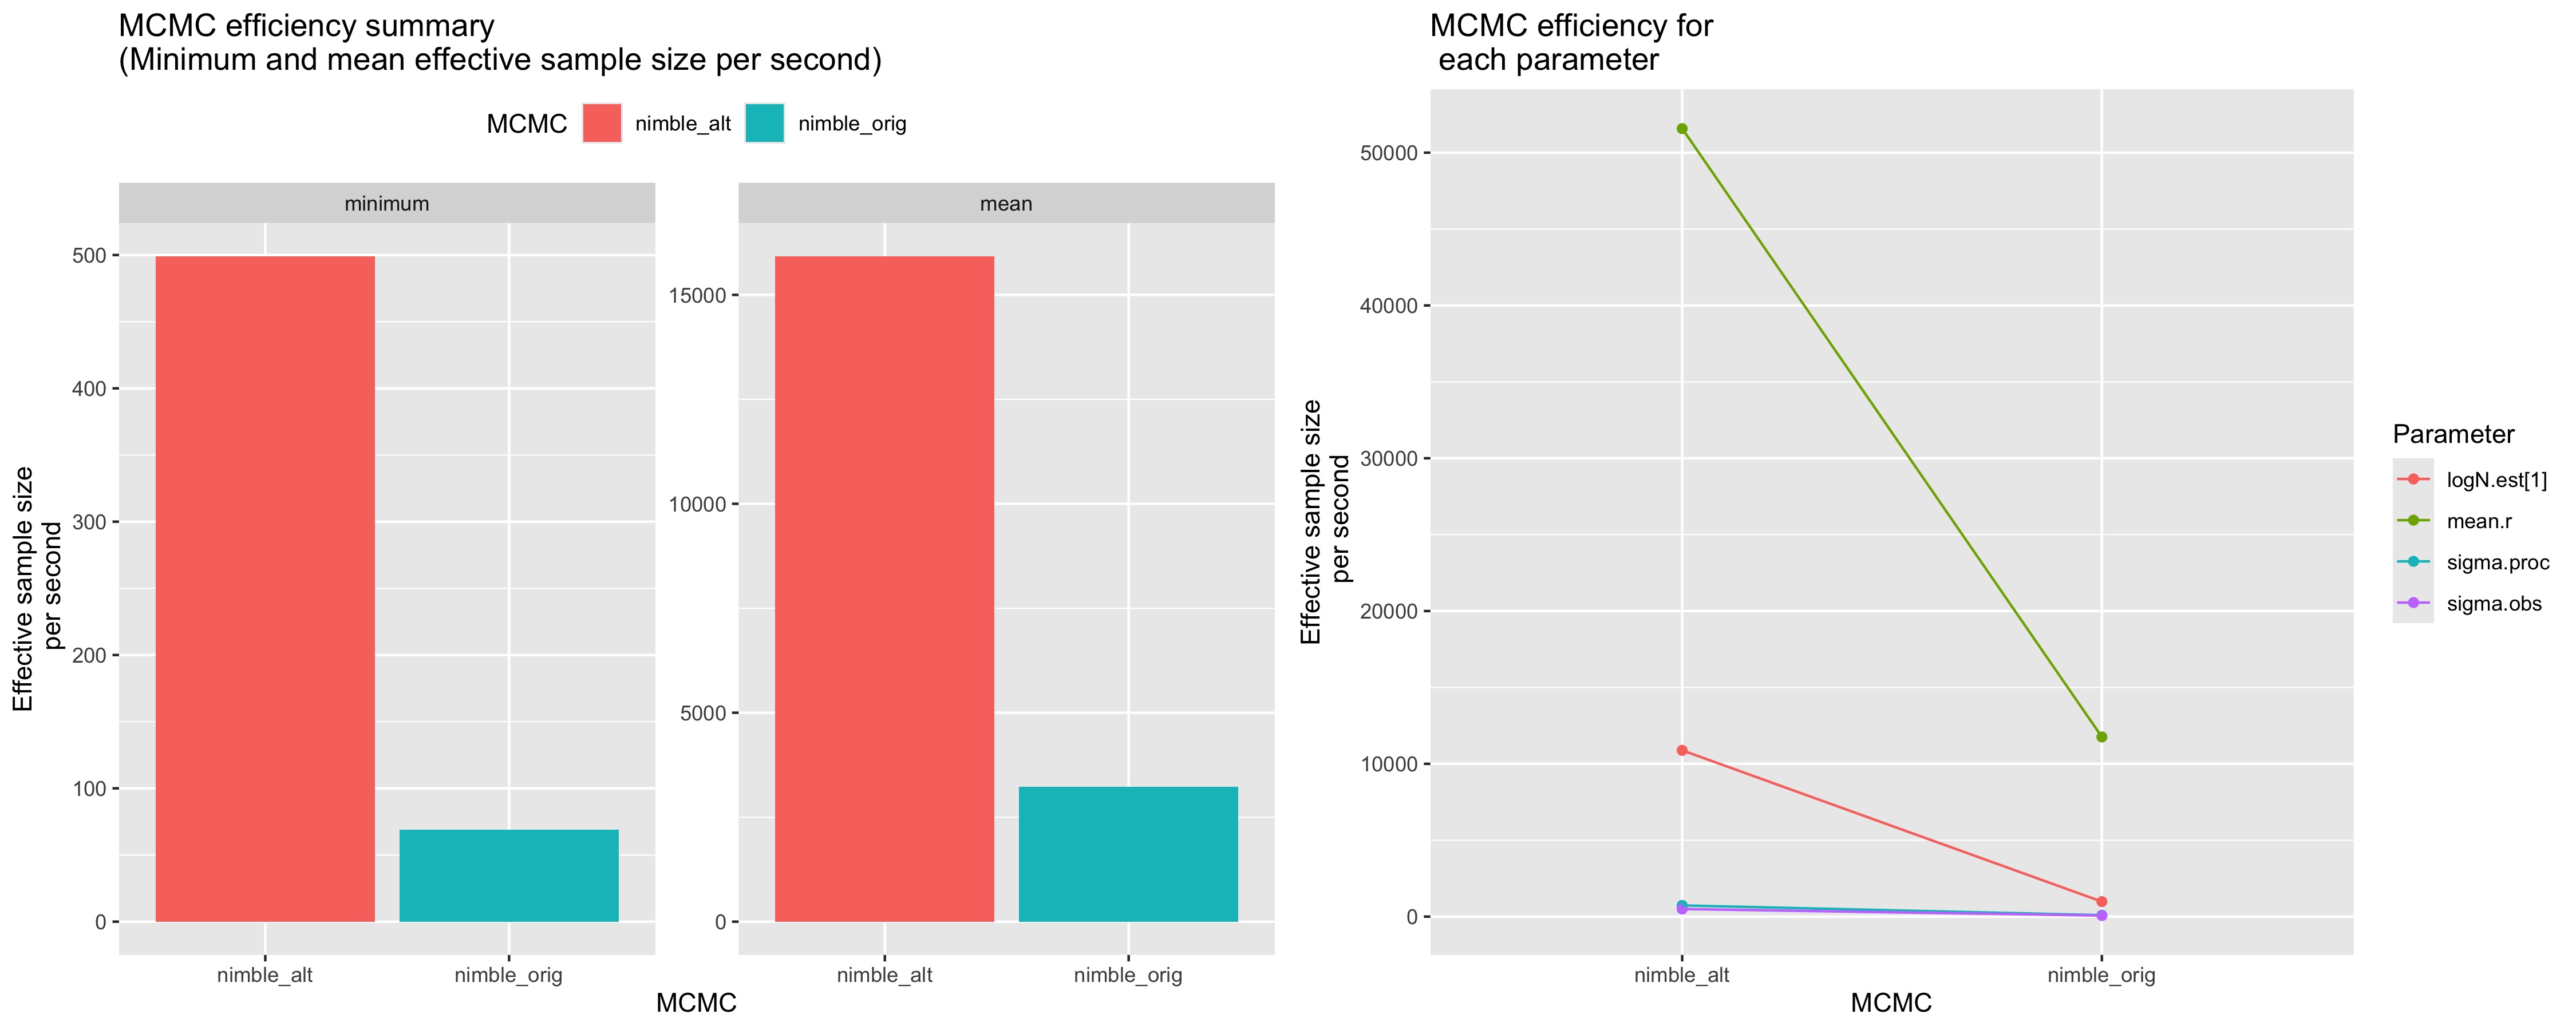 MCMC efficiency summary
(Minimum and mean effective sample size per second)
MCMC nimble_alt nimble_orig
minimum
mean
Effective sample size
per second
500
400
300
200
100
0
15000
10000
5000
0
nimble_alt nimble_orig
nimble_alt nimble_orig
MCMC
MCMC efficiency for
each parameter
Effective sample size
per second
50000
40000
30000
20000
10000
0
nimble_alt nimble_orig
MCMC
Parameter
logN.est[1]
mean.r
sigma.proc
sigma.obs